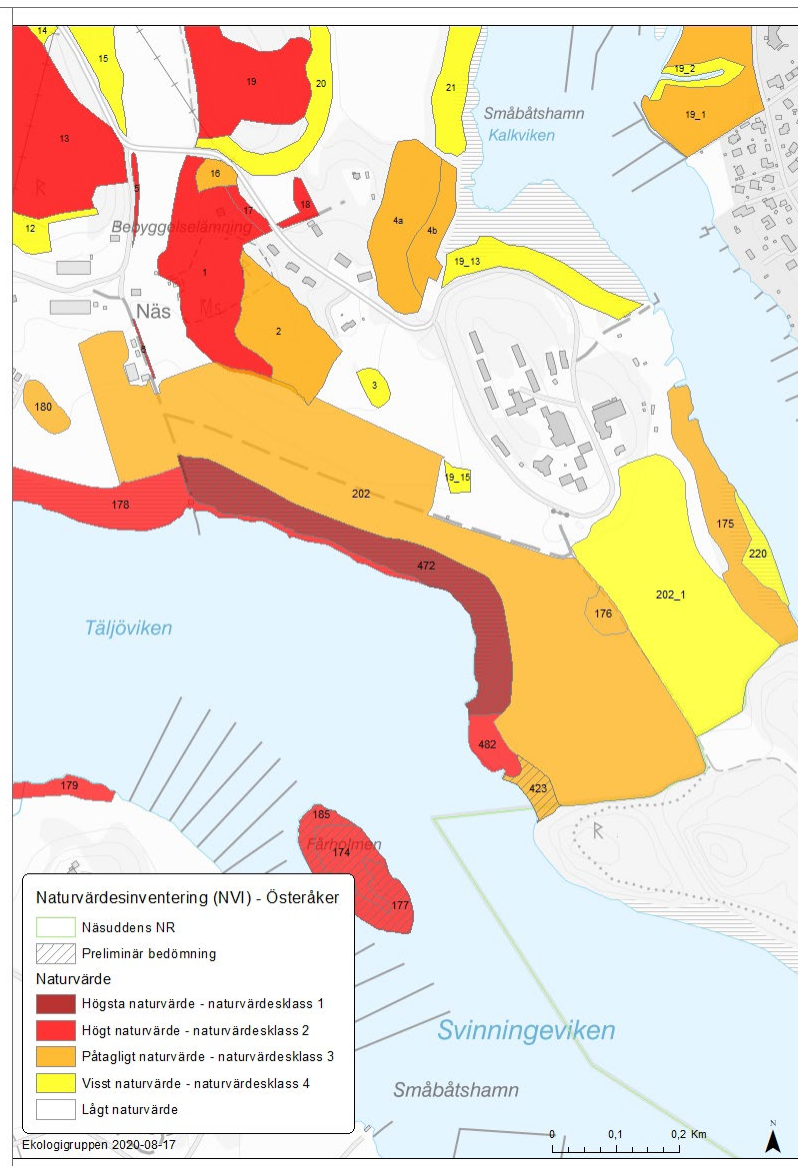 14
15
19
20
21
19_2
19_1
Småbåtshamn
Kalkviken
13
5
16
17
18
12
Bebyggelselämning
4a
4b
1
Ms
19_13
Näs
2
6
3
180
202
19_15
178
472
175
220
202_1
176
Täljöviken
482
423
179
185
Fårholmen
174
177
R
R
Svinningeviken
Småbåtshamn
Naturvärdesinventering (NVI) - Österåker
Näsuddens NR
Preliminär bedömning
Naturvärde
Högsta naturvärde - naturvärdesklass 1
Högt naturvärde - naturvärdesklass 2
Påtagligt naturvärde - naturvärdesklass 3
Visst naturvärde - naturvärdesklass 4
Lågt naturvärde
Ekologigruppen 2020-08-17
0 0,1 0,2 Km
N